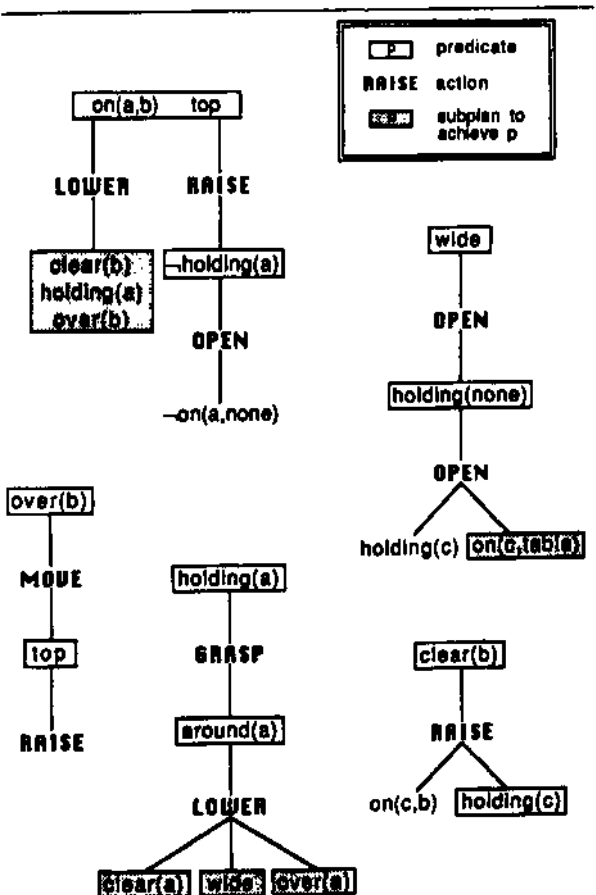 p predicate
RAISE action
subplan to
achieve p
on(a,b) top
LOWER RAISE
clear(b)
holding(a)
over(b)
¬holding(a)
OPEN
¬on(a,none)
wide
OPEN
holding(none)
OPEN
holding(c) on(c,table)
over(b)
MOVE
top
RAISE
holding(a)
GRASP
around(a)
LOWER
clear(a) wide over(a)
clear(b)
RAISE
on(c,b) holding(c)